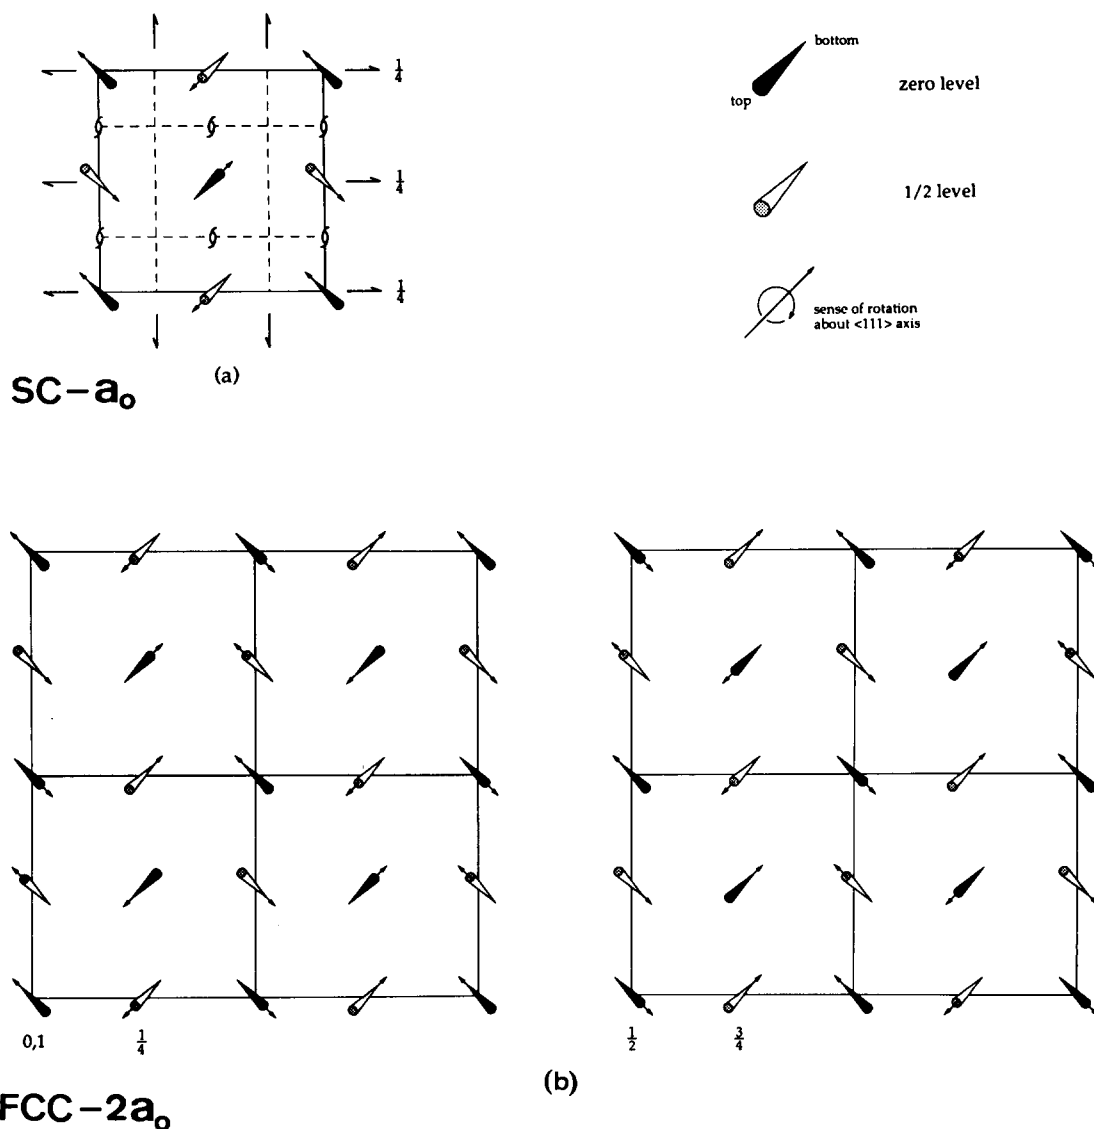 1/4
1/4
1/4
(a)
SC-a₀
bottom
top
zero level
1/2 level
sense of rotation
about <111> axis
0,1
1/4
1/2
3/4
(b)
FCC-2a₀